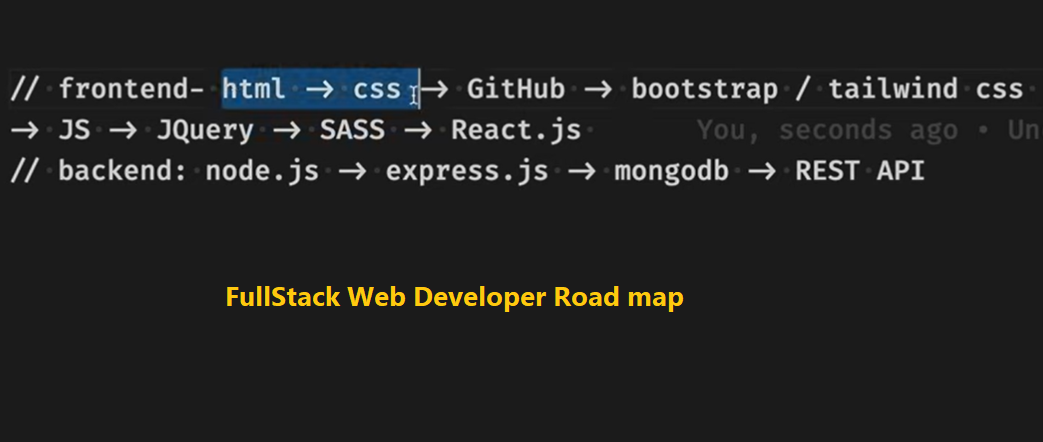 // frontend- html → css → GitHub → bootstrap / tailwind css
→ JS → JQuery → SASS → React.js You, seconds ago • Un
// backend: node.js → express.js → mongodb → REST API
FullStack Web Developer Road map